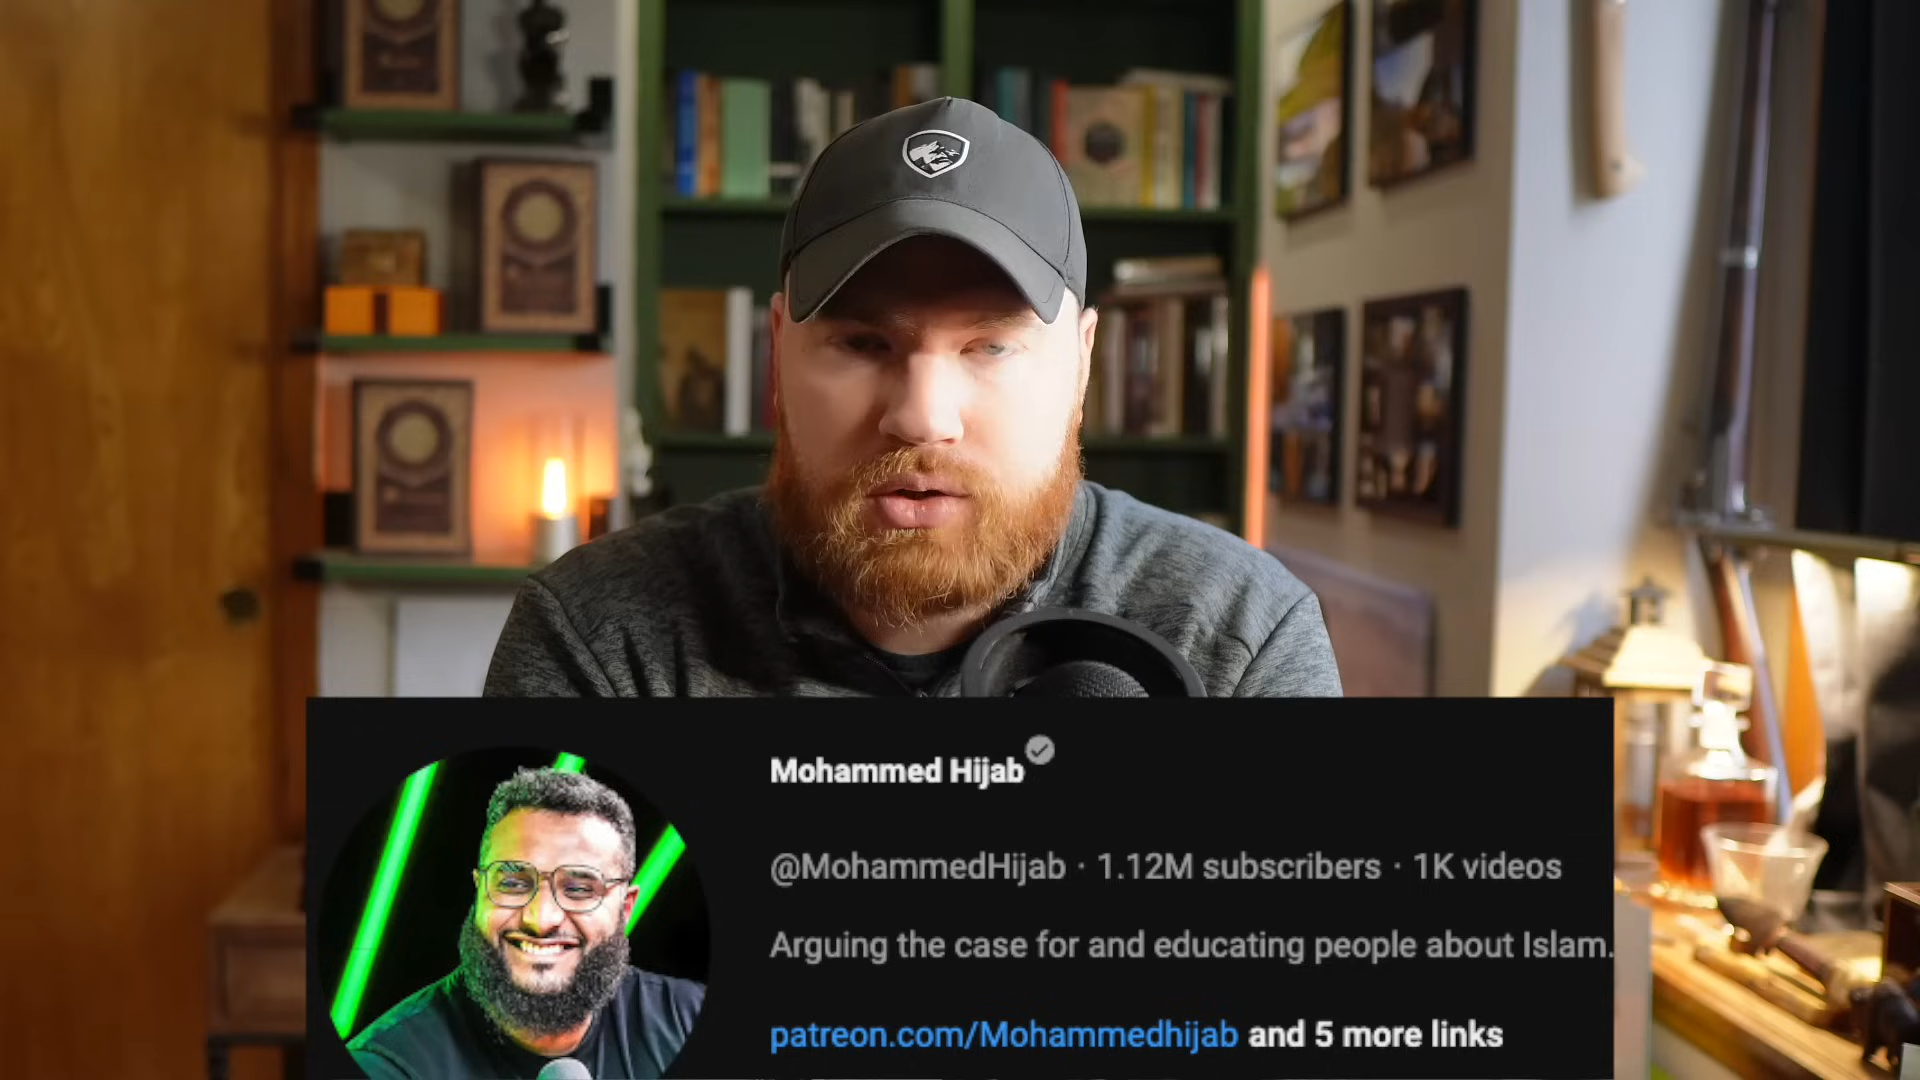 Mohammed Hijab
@MohammedHijab · 1.12M subscribers · 1K videos
Arguing the case for and educating people about Islam.
patreon.com/Mohammedhijab and 5 more links